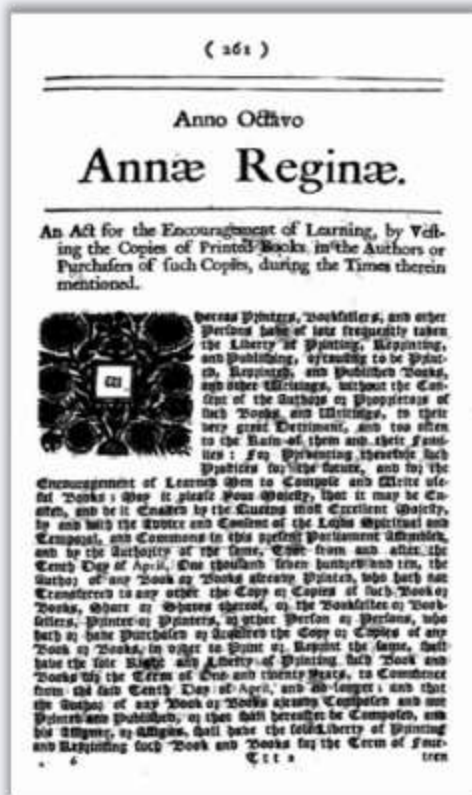 ( 261 )
Anno Octavo
Annæ Reginæ.
An Act for the Encouragement of Learning, by Vest-
ing the Copies of Printed Books in the Authors or
Purchasers of such Copies, during the Times therein
mentioned.
Whereas Printers, Booksellers, and other
Persons have of late frequently taken
the Liberty of Printing, Reprinting,
and Publishing, or causing to be Print-
ed, Reprinted, and Published Books,
and other Writings, without the Con-
sent of the Authors or Proprietors of
such Books and Writings, to their
very great Detriment, and too often
to the Ruin of them and their Fami-
lies : For Preventing therefore such
Practices for the future, and for the
Encouragement of Learned Men to Compose and Write use-
ful Books ; May it please Your Majesty, that it may be En-
acted, and be it Enacted by the Queens most Excellent Majesty,
by and with the Advice and Consent of the Lords Spiritual and
Temporal, and Commons in this present Parliament Assembled,
and by the Authority of the same, That from and after the
Tenth Day of April, One thousand seven hundred and ten, the
Author of any Book or Books already Printed, who hath not
Transferred to any other the Copy or Copies of such Book or
Books, Share or Shares thereof, or the Bookseller or Book-
sellers, Printer or Printers, or other Person or Persons, who
hath or have Purchased or Acquired the Copy or Copies of any
Book or Books, in order to Print or Reprint the same, shall
have the sole Right and Liberty of Printing such Book and
Books for the Term of One and twenty Years, to Commence
from the said Tenth Day of April, and no longer ; and that
the Author of any Book or Books already Composed and not
Printed and Published, or that shall hereafter be Composed, and
his Assignee, or Assigns, shall have the sole Liberty of Printing
and Reprinting such Book and Books for the Term of Four-
6 Tttt teen